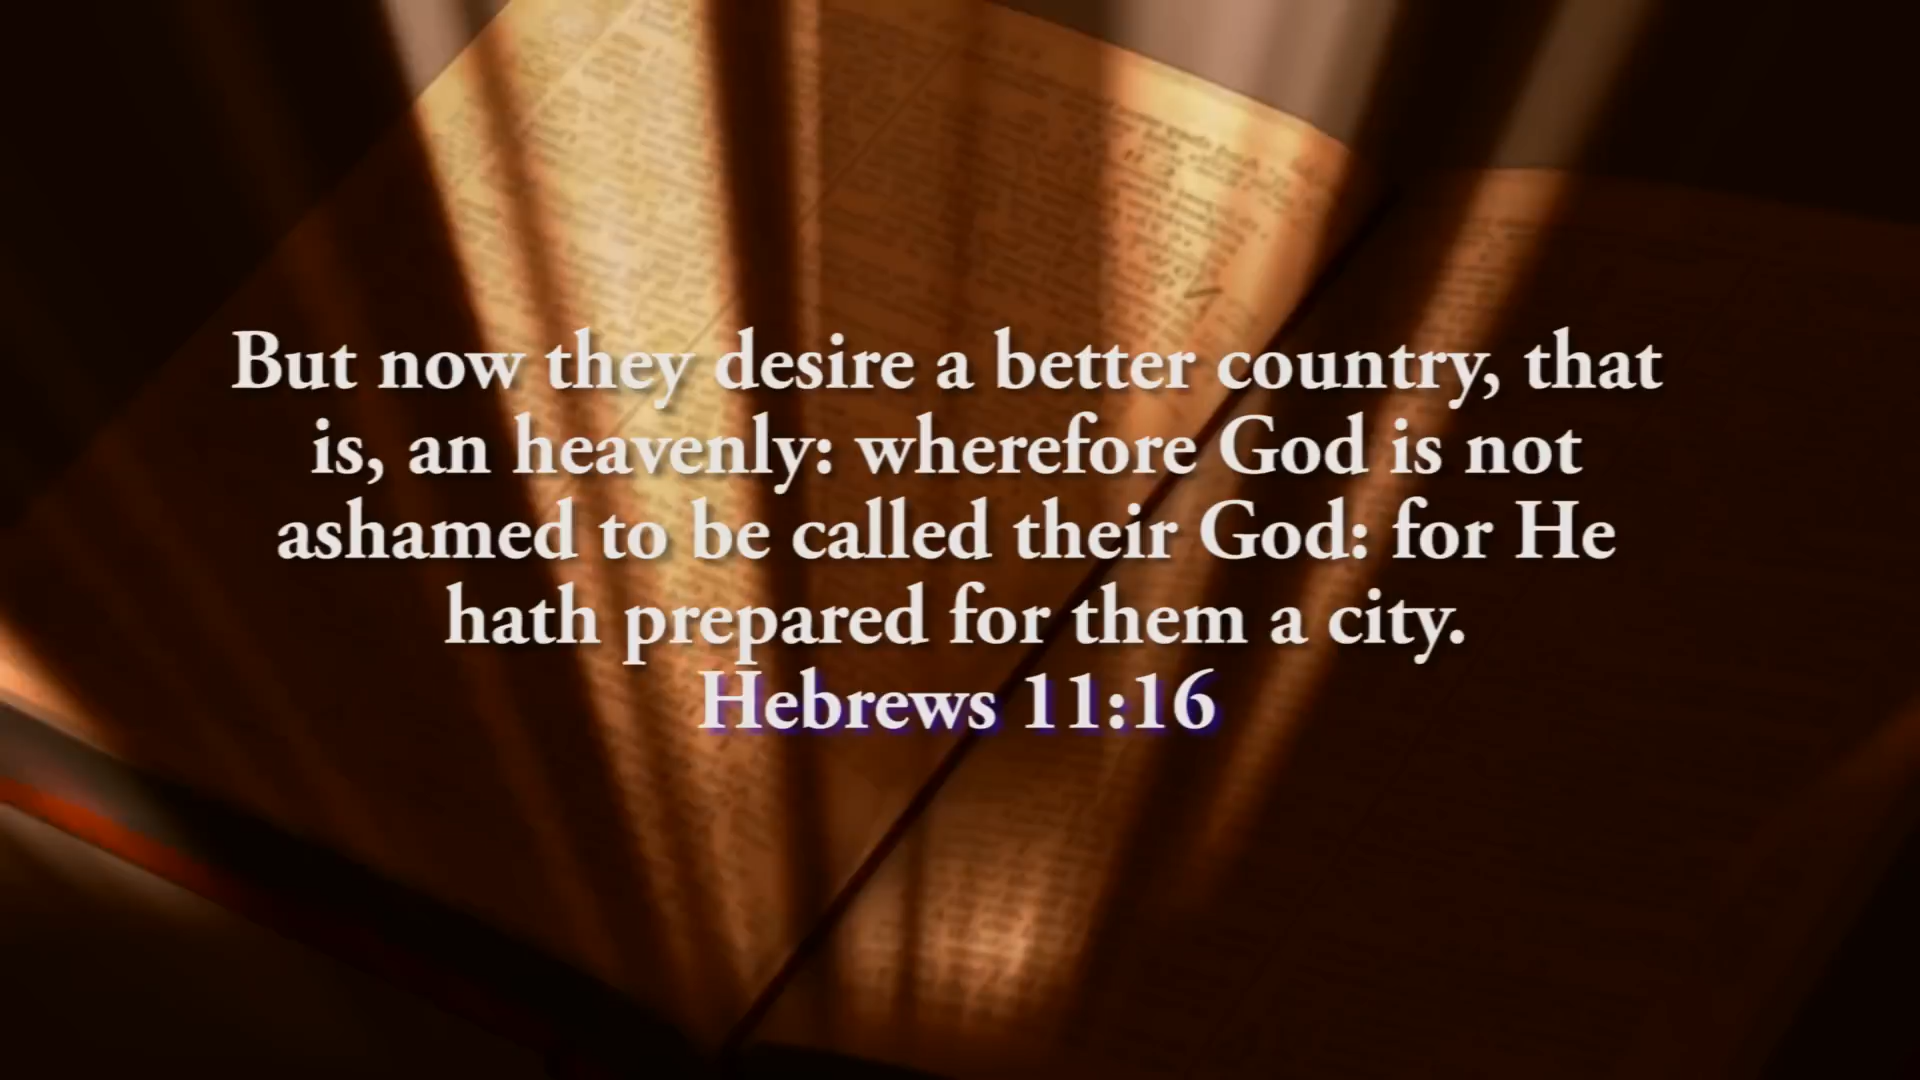 But now they desire a better country, that
is, an heavenly: wherefore God is not
ashamed to be called their God: for He
hath prepared for them a city.
Hebrews 11:16